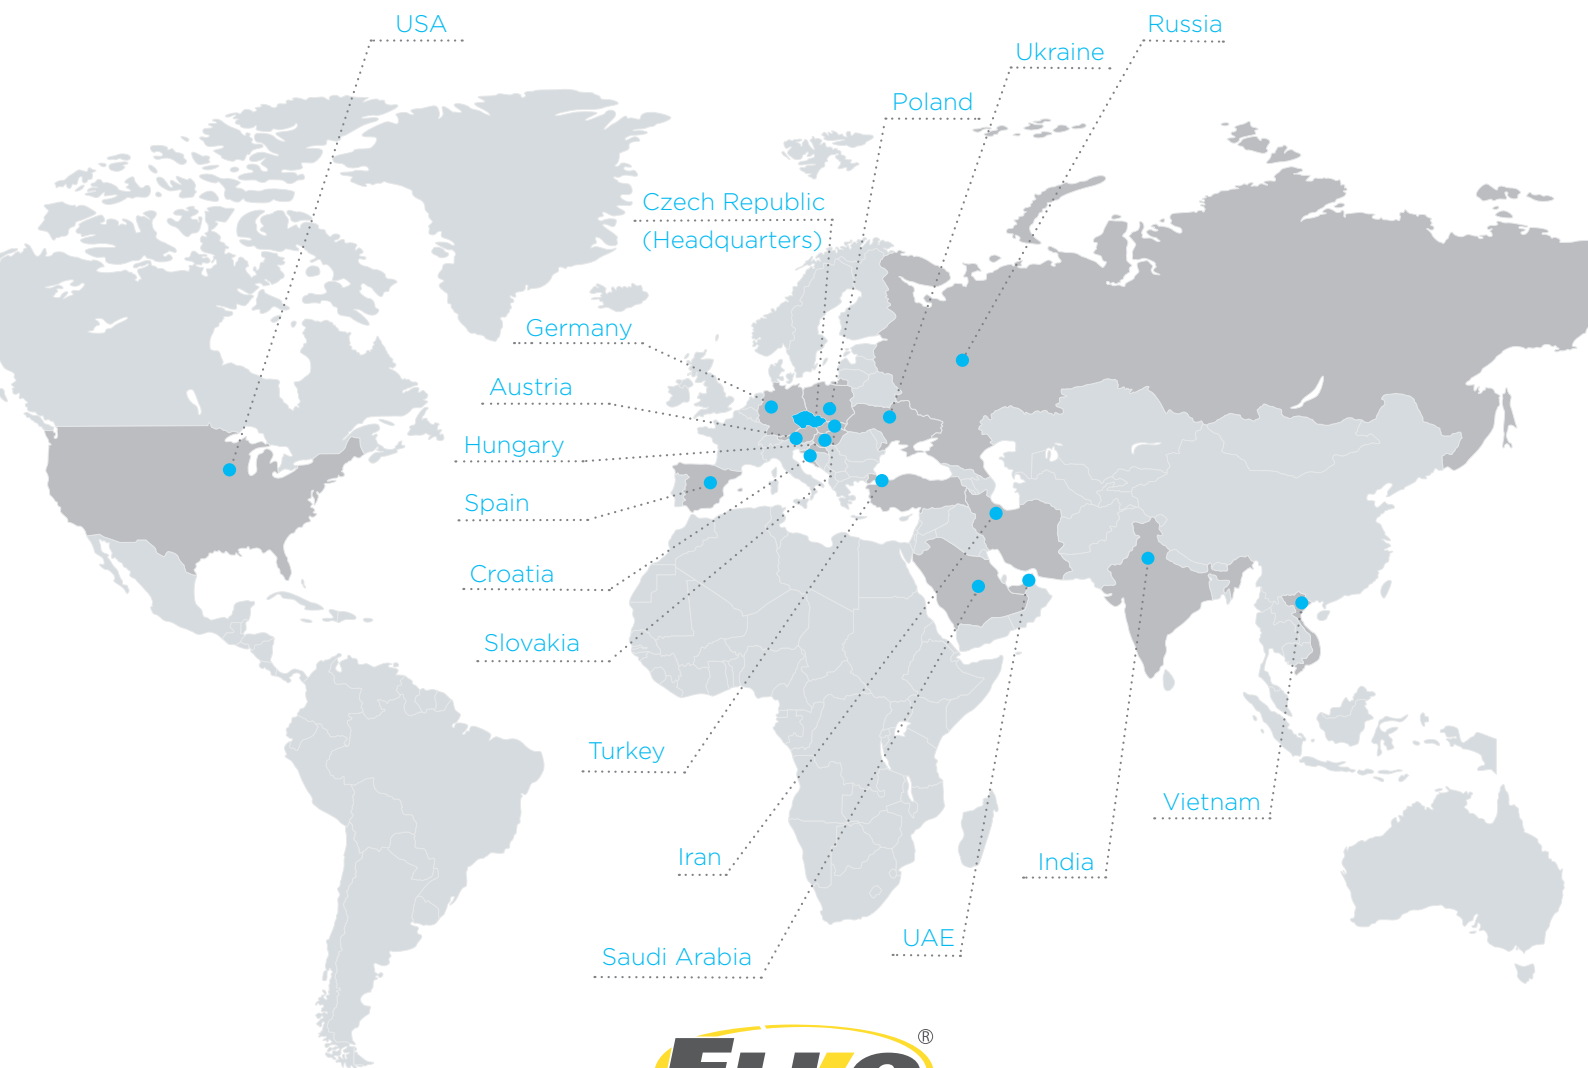 USA
Russia
Ukraine
Poland
Czech Republic
(Headquarters)
Germany
Austria
Hungary
Spain
Croatia
Slovakia
Turkey
Vietnam
Iran
India
UAE
Saudi Arabia
®